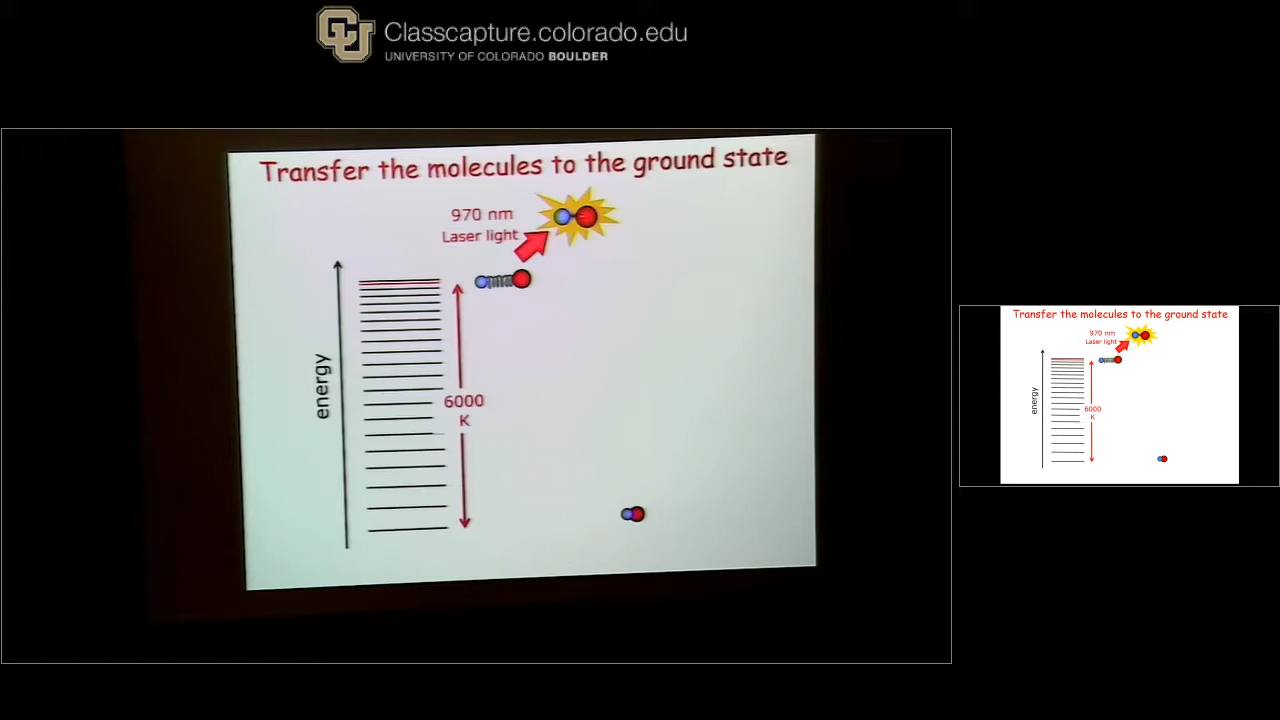 CU
Classcapture.colorado.edu
UNIVERSITY OF COLORADO BOULDER
Transfer the molecules to the ground state
970 nm
Laser light
energy
6000
K
Transfer the molecules to the ground state
970 nm
Laser light
energy
6000
K